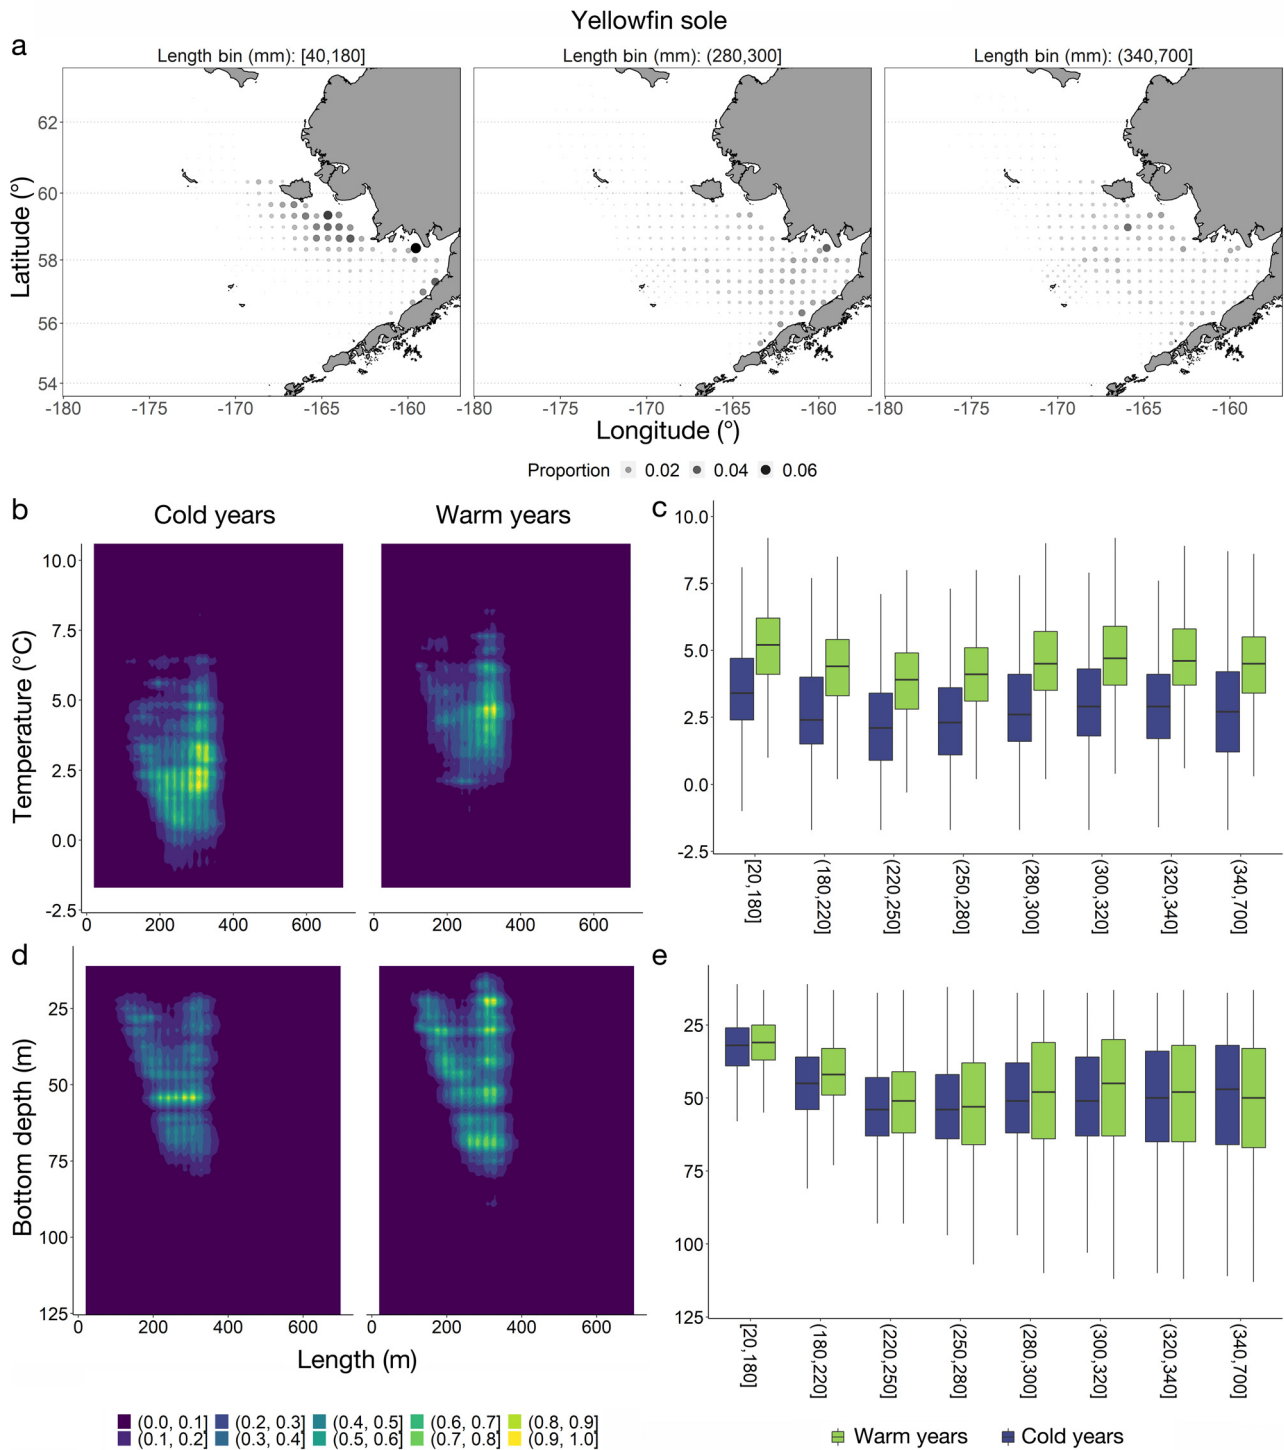 Yellowfin sole
a
Length bin (mm): [40,180]
Length bin (mm): (280,300]
Length bin (mm): (340,700]
Latitude (°)
62
60
58
56
54
-180
-175
-170
-165
-160
-180
-175
-170
-165
-160
-180
-175
-170
-165
-160
Longitude (°)
Proportion 0.02 0.04 0.06
b
Cold years
Warm years
Temperature (°C)
10.0
7.5
5.0
2.5
0.0
-2.5
0 200 400 600
0 200 400 600
c
10.0
7.5
5.0
2.5
0.0
-2.5
[20,180]
(180,220]
(220,250]
(250,280]
(280,300]
(300,320]
(320,340]
(340,700]
d
Bottom depth (m)
25
50
75
100
125
0 200 400 600
0 200 400 600
Length (m)
e
25
50
75
100
125
[20,180]
(180,220]
(220,250]
(250,280]
(280,300]
(300,320]
(320,340]
(340,700]
(0.0, 0.1] (0.2, 0.3] (0.4, 0.5] (0.6, 0.7] (0.8, 0.9]
(0.1, 0.2] (0.3, 0.4] (0.5, 0.6] (0.7, 0.8] (0.9, 1.0]
Warm years Cold years